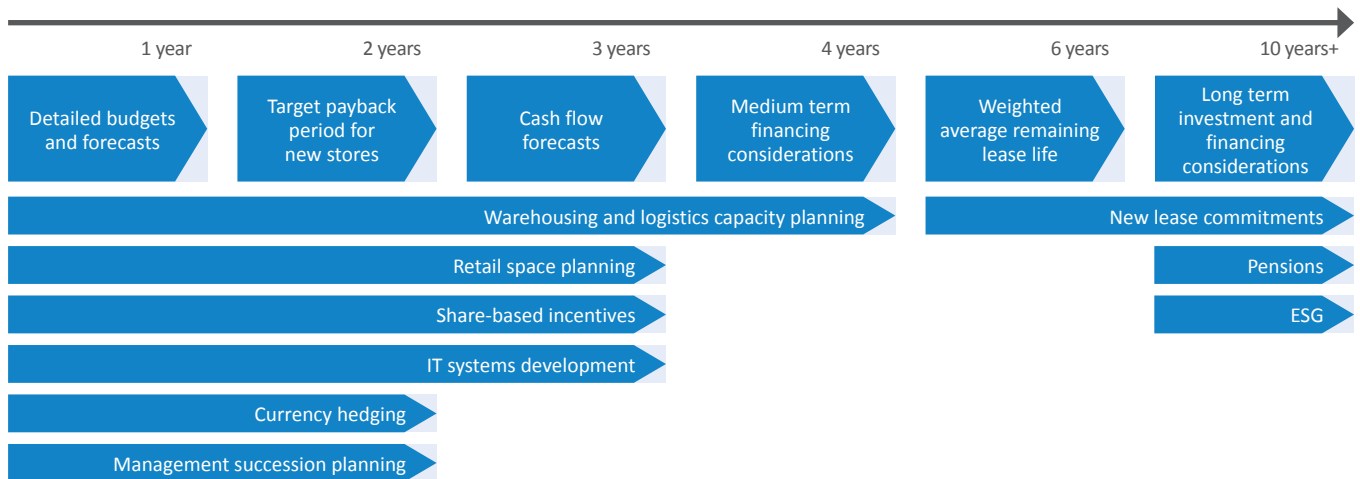 1 year
2 years
3 years
4 years
6 years
10 years+
Detailed budgets
and forecasts
Target payback
period for
new stores
Cash flow
forecasts
Medium term
financing
considerations
Weighted
average remaining
lease life
Long term
investment and
financing
considerations
Warehousing and logistics capacity planning
New lease commitments
Retail space planning
Pensions
Share-based incentives
ESG
IT systems development
Currency hedging
Management succession planning